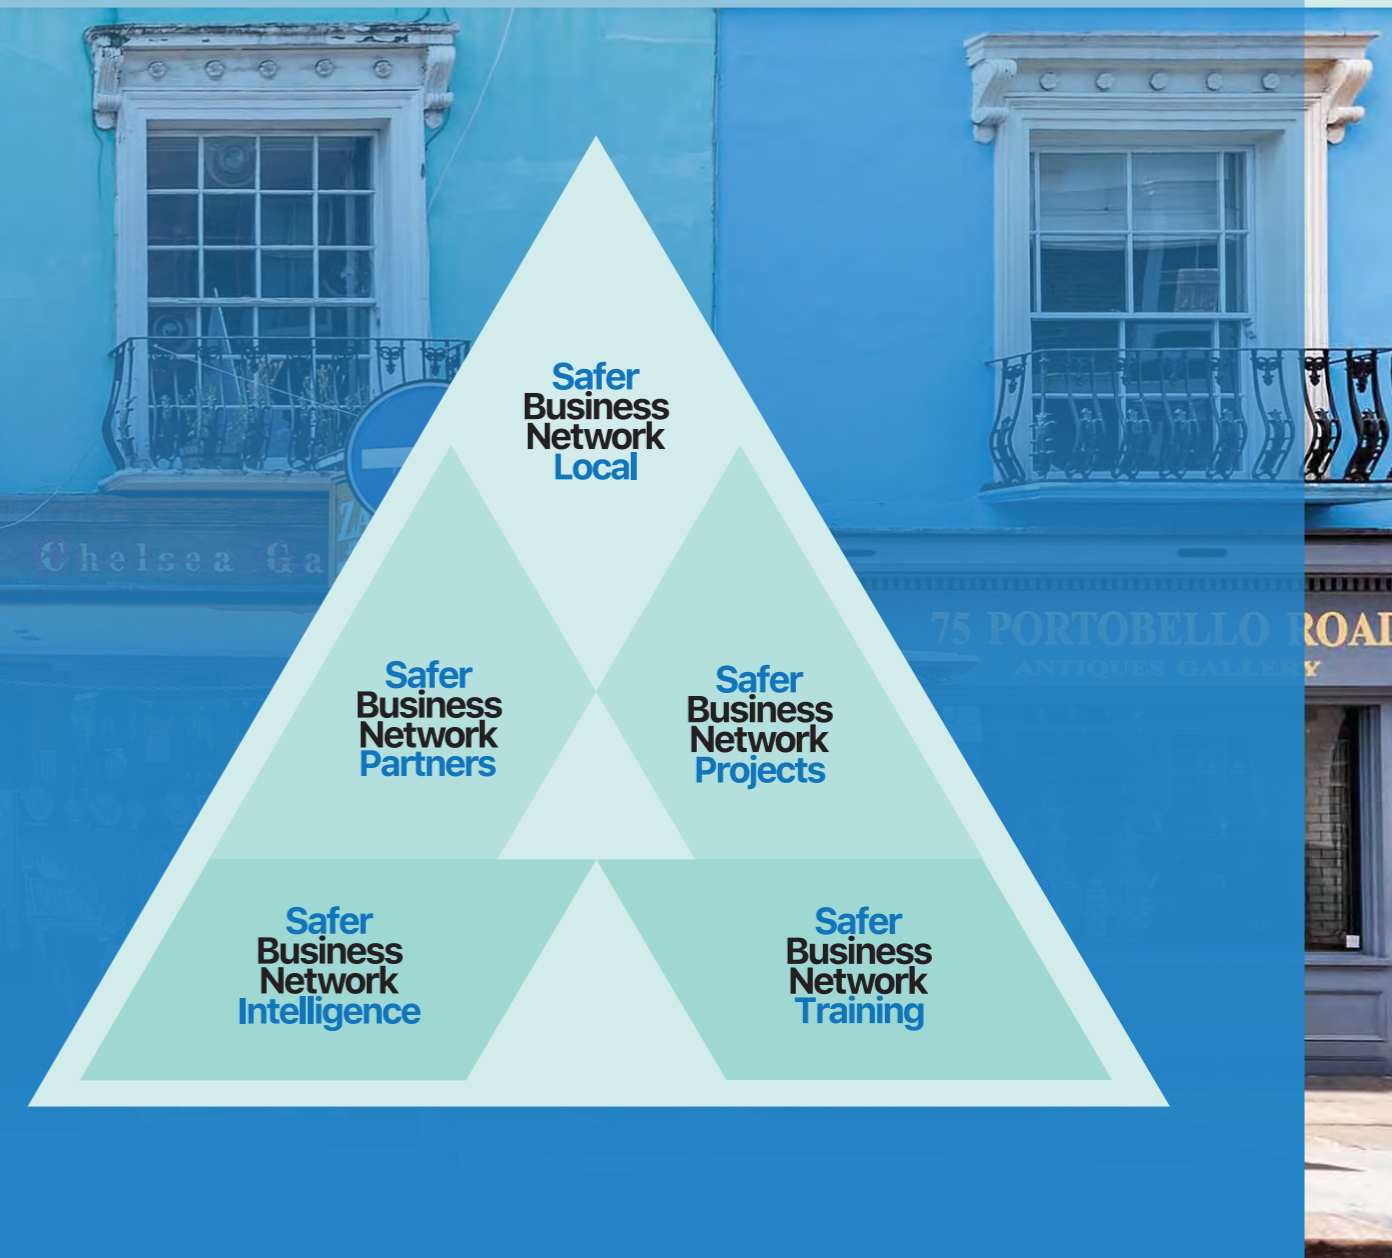 Safer
Business
Network
Local
Chelsea Ga
ZA
75 PORTOBELLO ROAD
ANTIQUES GALLERY
Safer
Business
Network
Partners
Safer
Business
Network
Projects
Safer
Business
Network
Intelligence
Safer
Business
Network
Training